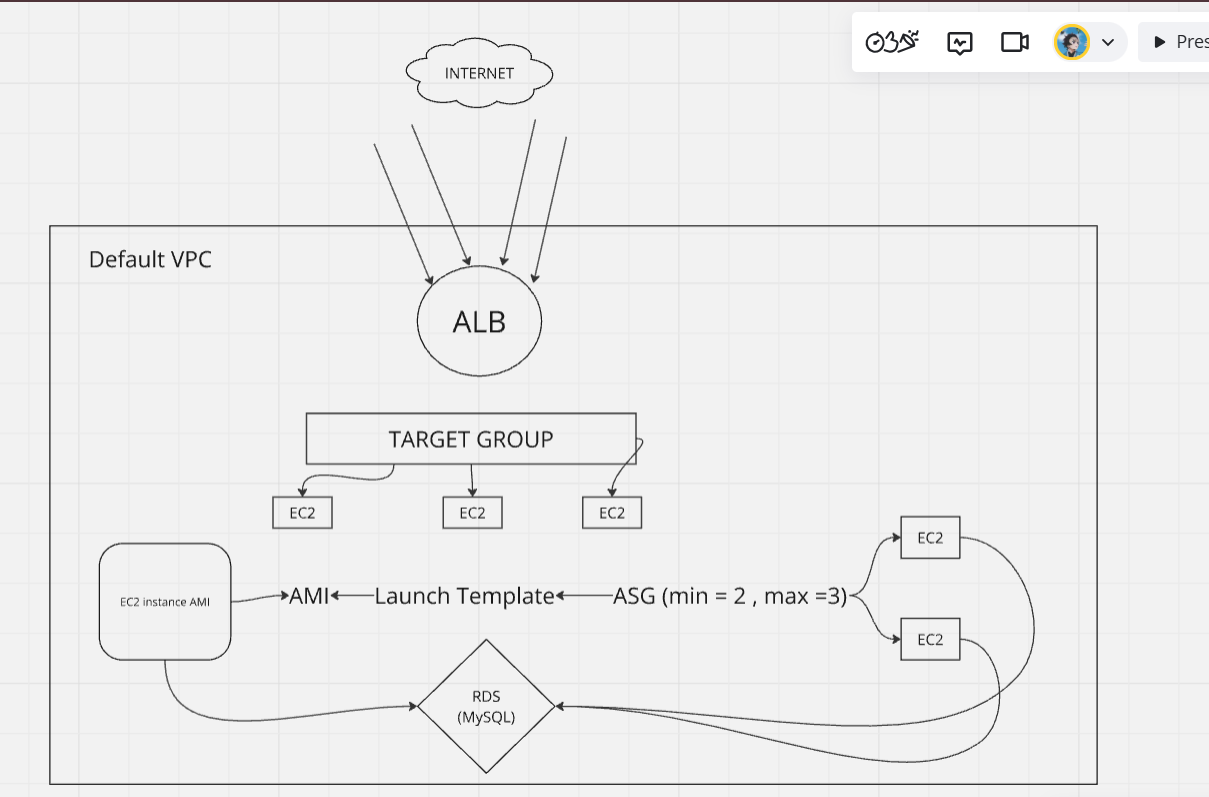 INTERNET
Pres
Default VPC
ALB
TARGET GROUP
EC2
EC2
EC2
EC2
EC2 instance AMI
AMI
Launch Template
ASG (min = 2 , max =3)
EC2
RDS
(MySQL)